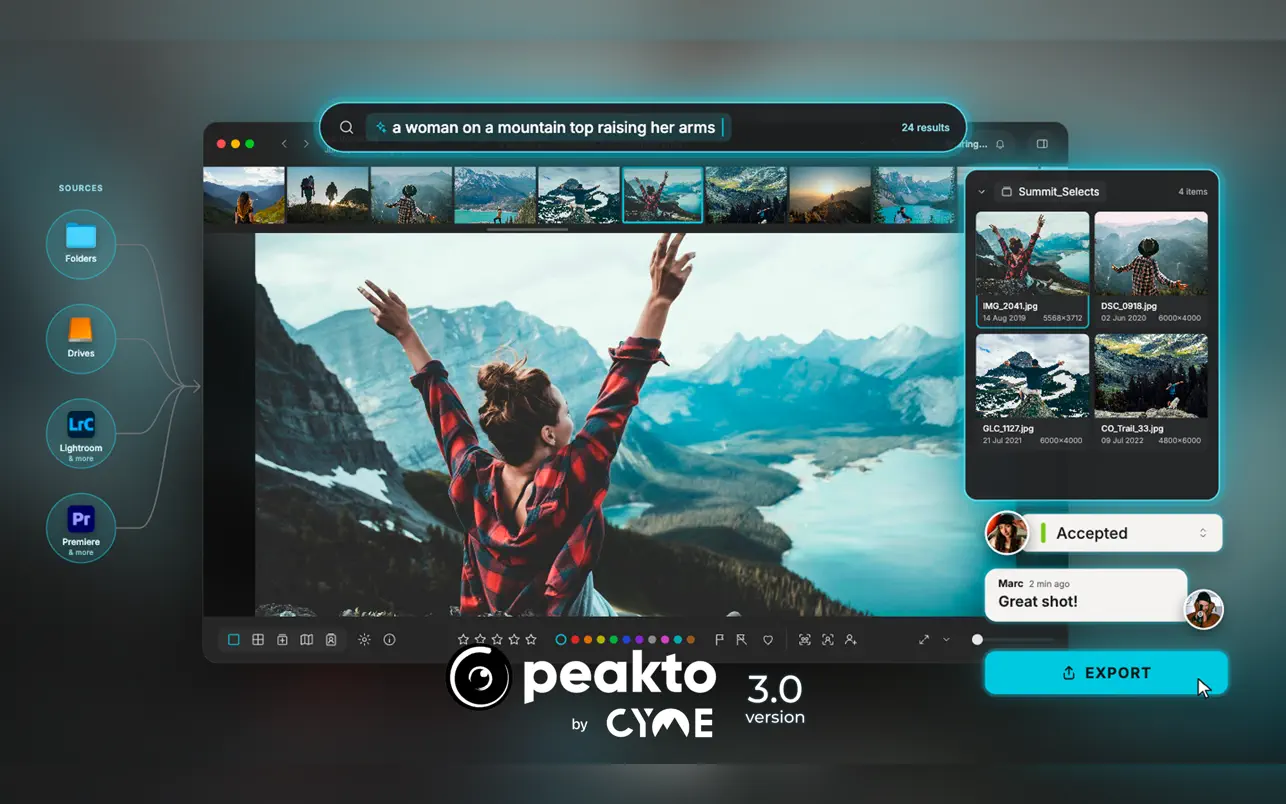 a woman on a mountain top raising her arms
24 results
ring...
SOURCES
Folders
Drives
LrC
Lightroom
& more
Pr
Premiere
& more
Summit_Selects
4 items
IMG_2041.jpg
14 Aug 2019 5568×3712
DSC_0918.jpg
02 Jun 2020 6000×4000
GLC_1127.jpg
21 Jul 2021 6000×4000
CO_Trail_33.jpg
09 Jul 2022 4800×6000
Accepted
Marc 2 min ago
Great shot!
EXPORT
peakto
by CYME
3.0
version